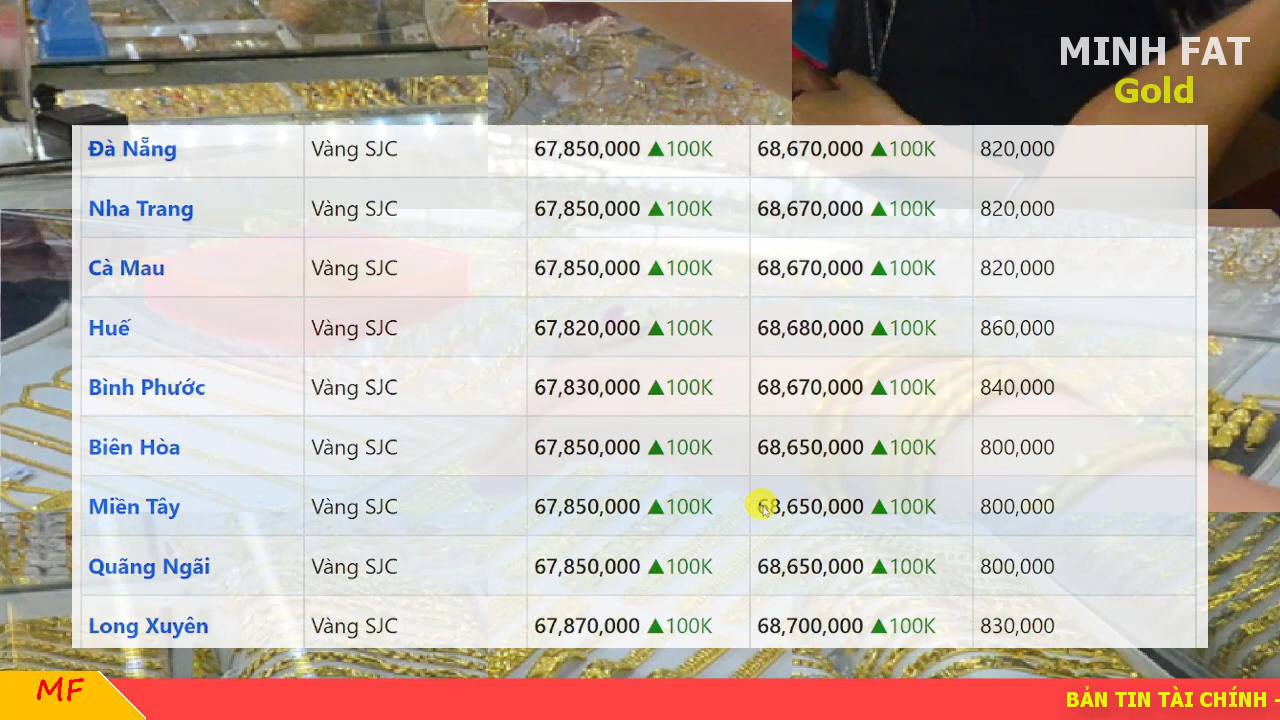 MINH FAT
Gold
Đà Nẵng Vàng SJC 67,850,000 ▲100K 68,670,000 ▲100K 820,000
Nha Trang Vàng SJC 67,850,000 ▲100K 68,670,000 ▲100K 820,000
Cà Mau Vàng SJC 67,850,000 ▲100K 68,670,000 ▲100K 820,000
Huế Vàng SJC 67,820,000 ▲100K 68,680,000 ▲100K 860,000
Bình Phước Vàng SJC 67,830,000 ▲100K 68,670,000 ▲100K 840,000
Biên Hòa Vàng SJC 67,850,000 ▲100K 68,650,000 ▲100K 800,000
Miền Tây Vàng SJC 67,850,000 ▲100K 68,650,000 ▲100K 800,000
Quãng Ngãi Vàng SJC 67,850,000 ▲100K 68,650,000 ▲100K 800,000
Long Xuyên Vàng SJC 67,870,000 ▲100K 68,700,000 ▲100K 830,000
MF
BẢN TIN TÀI CHÍNH -